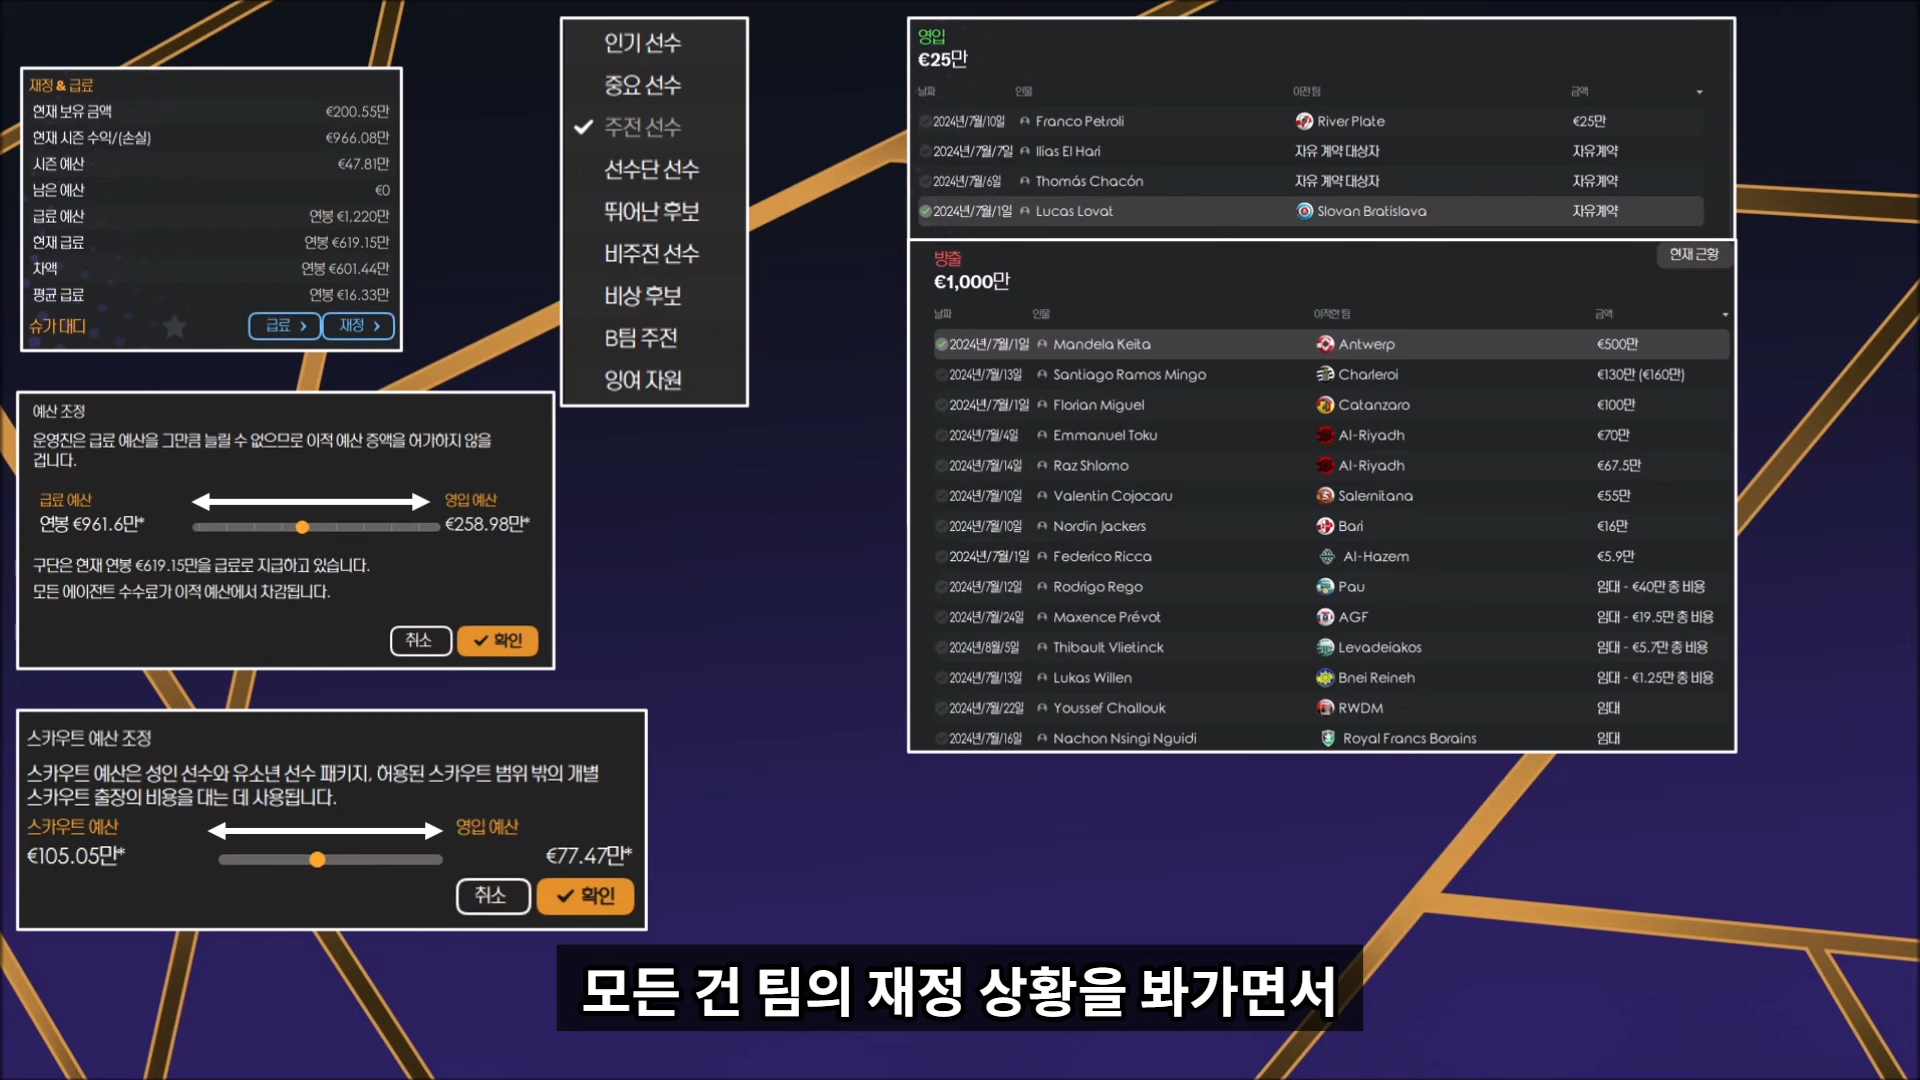 재정 & 급료
현재 보유 금액 €200.55만
현재 시즌 수익/(손실) €966.08만
시즌 예산 €47.81만
남은 예산 €0
급료 예산 연봉 €1,220만
현재 급료 연봉 €619.15만
차액 연봉 €601.44만
평균 급료 연봉 €16.33만
슈가 대디 급료 재정
예산 조정
운영진은 급료 예산을 그만큼 늘릴 수 없으므로 이적 예산 증액을 허가하지 않을
겁니다.
급료 예산 영입 예산
연봉 €961.6만* €258.98만*
구단은 현재 연봉 €619.15만을 급료로 지급하고 있습니다.
모든 에이전트 수수료가 이적 예산에서 차감됩니다.
취소 확인
스카우트 예산 조정
스카우트 예산은 성인 선수와 유소년 선수 패키지, 허용된 스카우트 범위 밖의 개별
스카우트 출장의 비용을 대는 데 사용됩니다.
스카우트 예산 영입 예산
€105.05만* €77.47만*
취소 확인
인기 선수
중요 선수
주전 선수
선수단 선수
뛰어난 후보
비주전 선수
비상 후보
B팀 주전
잉여 자원
영입
€25만
날짜 인물 이전 팀 금액
2024년/7월/10일 Franco Petroli River Plate €25만
2024년/7월/7일 Ilias El Hari 자유 계약 대상자 자유계약
2024년/7월/6일 Thomás Chacón 자유 계약 대상자 자유계약
2024년/7월/1일 Lucas Lovat Slovan Bratislava 자유계약
방출 현재 근황
€1,000만
날짜 인물 이적한 팀 금액
2024년/7월/1일 Mandela Keita Antwerp €500만
2024년/7월/13일 Santiago Ramos Mingo Charleroi €130만 (€160만)
2024년/7월/1일 Florian Miguel Catanzaro €100만
2024년/7월/4일 Emmanuel Toku Al-Riyadh €70만
2024년/7월/14일 Raz Shlomo Al-Riyadh €67.5만
2024년/7월/10일 Valentin Cojocaru Salernitana €55만
2024년/7월/10일 Nordin Jackers Bari €16만
2024년/7월/1일 Federico Ricca Al-Hazem €5.9만
2024년/7월/12일 Rodrigo Rego Pau 임대 - €40만 총 비용
2024년/7월/24일 Maxence Prévot AGF 임대 - €19.5만 총 비용
2024년/8월/5일 Thibault Vlietinck Levadeiakos 임대 - €5.7만 총 비용
2024년/7월/13일 Lukas Willen Bnei Reineh 임대 - €1.25만 총 비용
2024년/7월/22일 Youssef Challouk RWDM 임대
2024년/7월/16일 Nachon Nsingi Nguidi Royal Francs Borains 임대
모든 건 팀의 재정 상황을 봐가면서